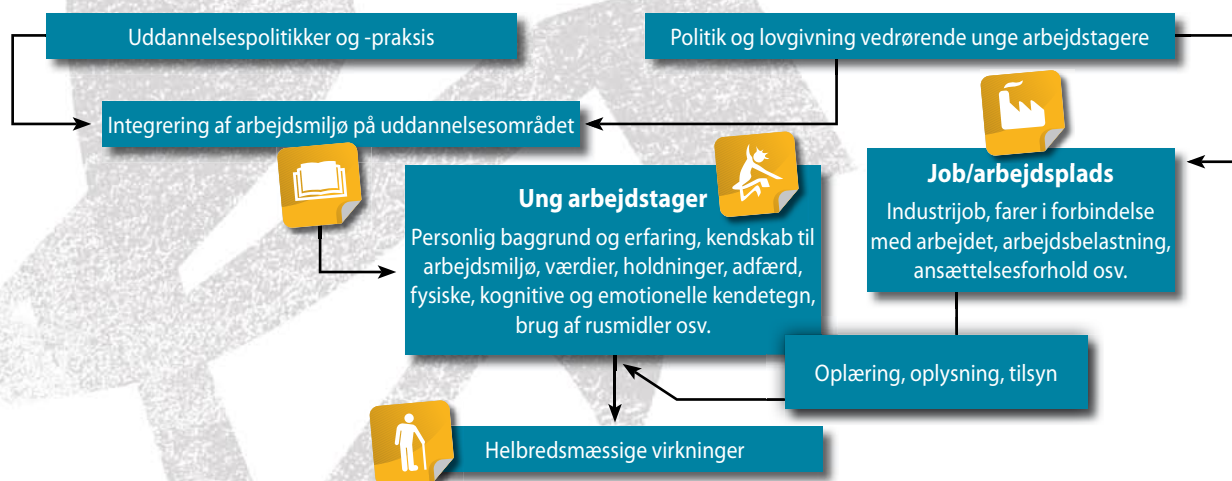 Uddannelsespolitikker og -praksis
Politik og lovgivning vedrørende unge arbejdstagere
Integrering af arbejdsmiljø på uddannelsesområdet
Ung arbejdstager
Personlig baggrund og erfaring, kendskab til
arbejdsmiljø, værdier, holdninger, adfærd,
fysiske, kognitive og emotionelle kendetegn,
brug af rusmidler osv.
Job/arbejdsplads
Industrijob, farer i forbindelse
med arbejdet, arbejdsbelastning,
ansættelsesforhold osv.
Oplæring, oplysning, tilsyn
Helbredsmæssige virkninger